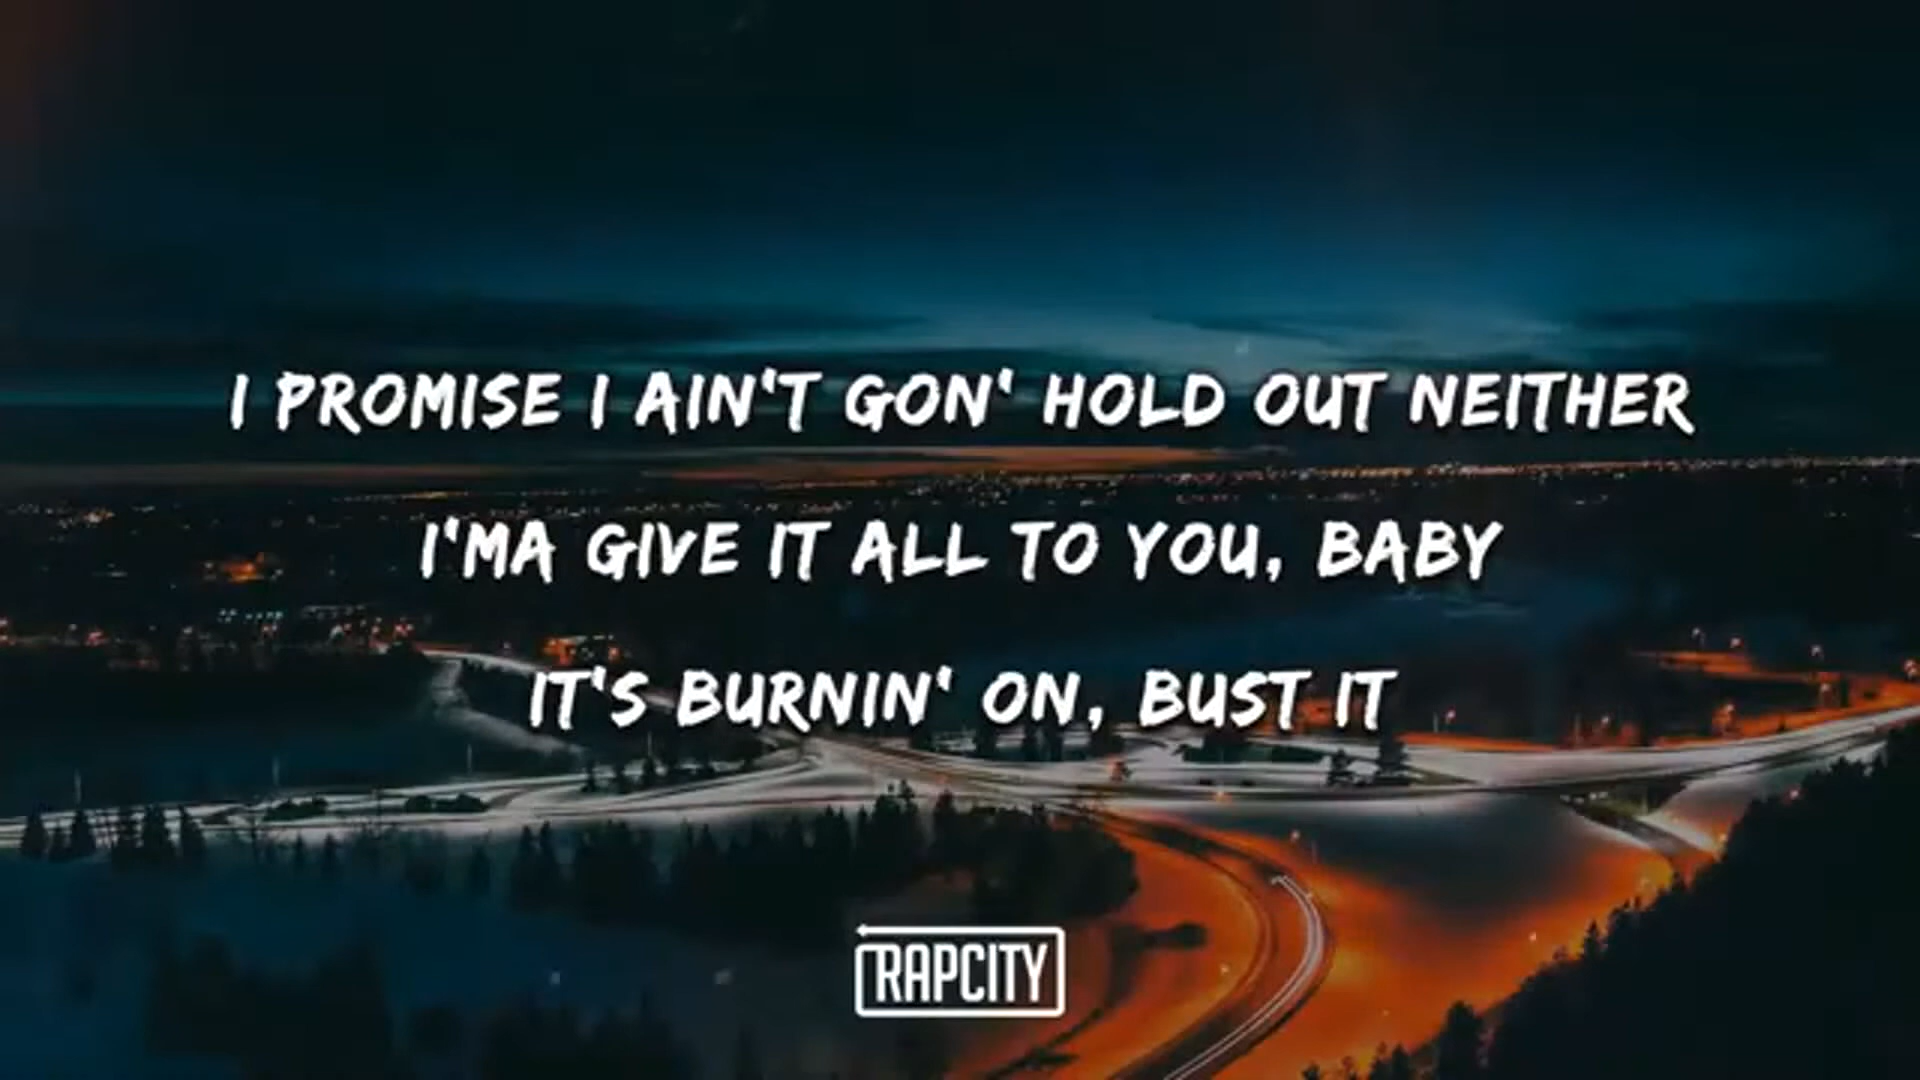 I PROMISE I AIN'T GON' HOLD OUT NEITHER
I'MA GIVE IT ALL TO YOU, BABY
IT'S BURNIN' ON, BUST IT
RAPCITY